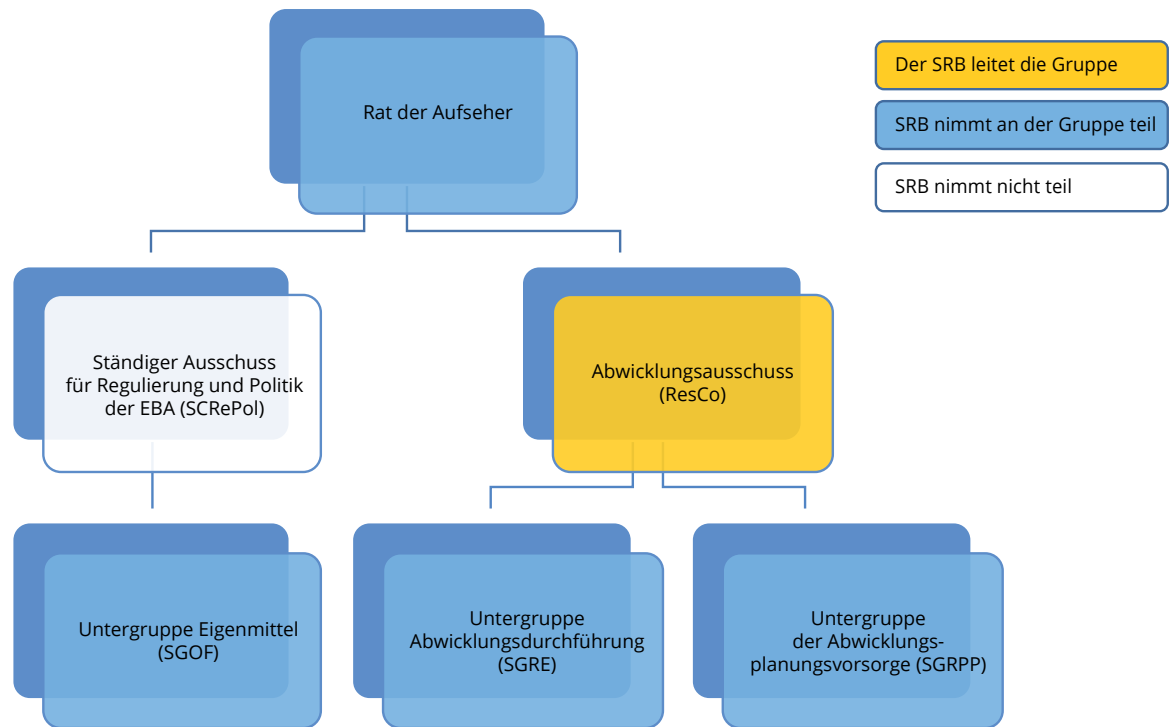 Rat der Aufseher
Der SRB leitet die Gruppe
SRB nimmt an der Gruppe teil
SRB nimmt nicht teil
Ständiger Ausschuss
für Regulierung und Politik
der EBA (SCRePol)
Abwicklungsausschuss
(ResCo)
Untergruppe Eigenmittel
(SGOF)
Untergruppe
Abwicklungsdurchführung
(SGRE)
Untergruppe
der Abwicklungs-
planungsvorsorge (SGRPP)